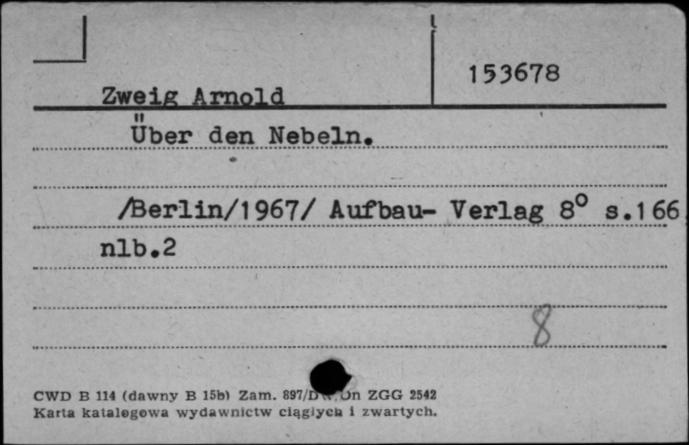 153678
Zweig Arnold
Über den Nebeln.
/Berlin/1967/ Aufbau- Verlag 8° s.166
nlb.2
8
CWD B 114 (dawny B 15b) Zam. 897/D Dn ZGG 2542
Karta katalogowa wydawnictw ciągłych i zwartych.